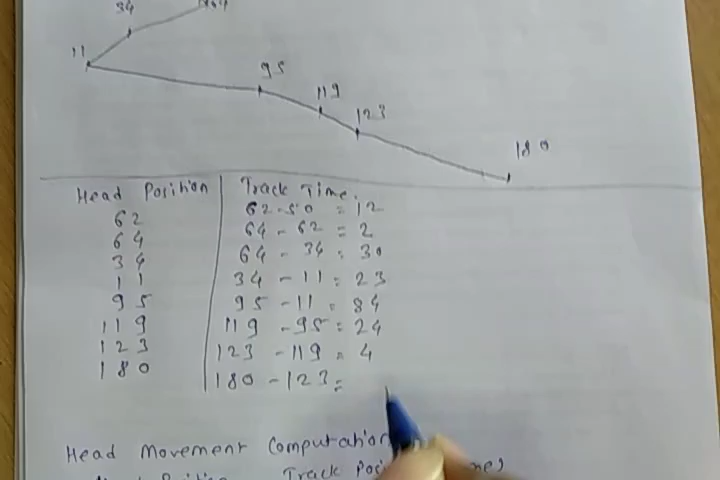 34 64
11
95
119
123
180
Head Position Track Time.
62 62-50 = 12
64 64 - 62 = 2
34 64 - 34 = 30
11 34 - 11 = 23
95 95 - 11 = 84
119 119 - 95 = 24
123 123 - 119 = 4
180 180 - 123 =
Head Movement Computation
Track